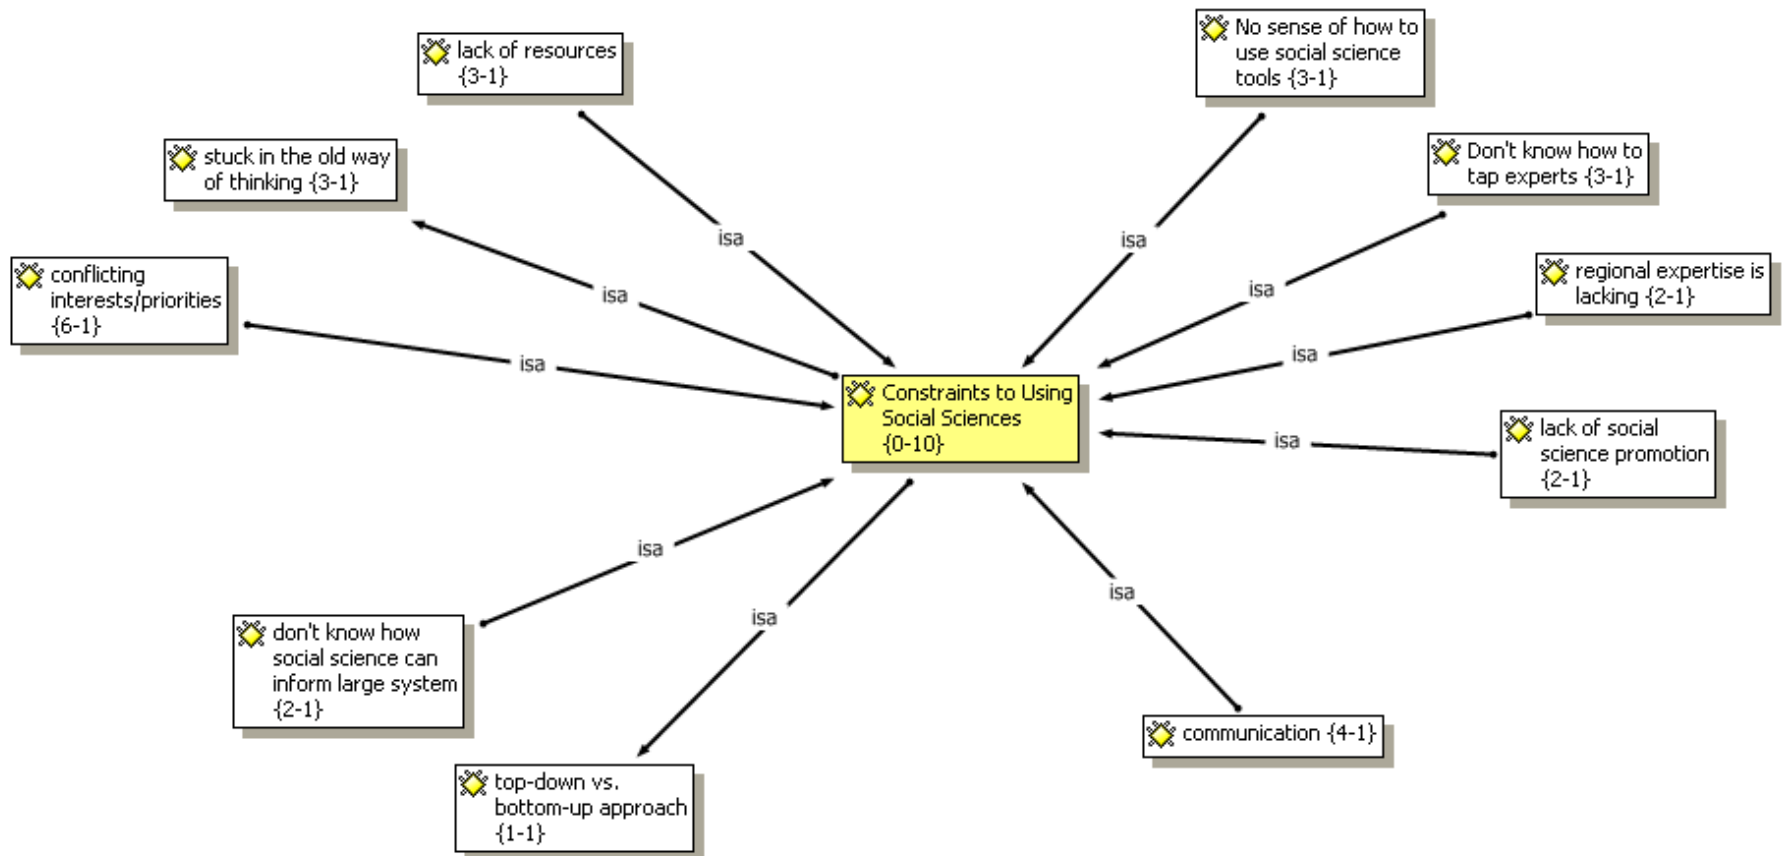 lack of resources
{3-1}
No sense of how to
use social science
tools {3-1}
stuck in the old way
of thinking {3-1}
Don't know how to
tap experts {3-1}
conflicting
interests/priorities
{6-1}
regional expertise is
lacking {2-1}
isa
isa
isa
isa
isa
isa
Constraints to Using
Social Sciences
{0-10}
lack of social
science promotion
{2-1}
isa
isa
isa
isa
don't know how
social science can
inform large system
{2-1}
communication {4-1}
top-down vs.
bottom-up approach
{1-1}